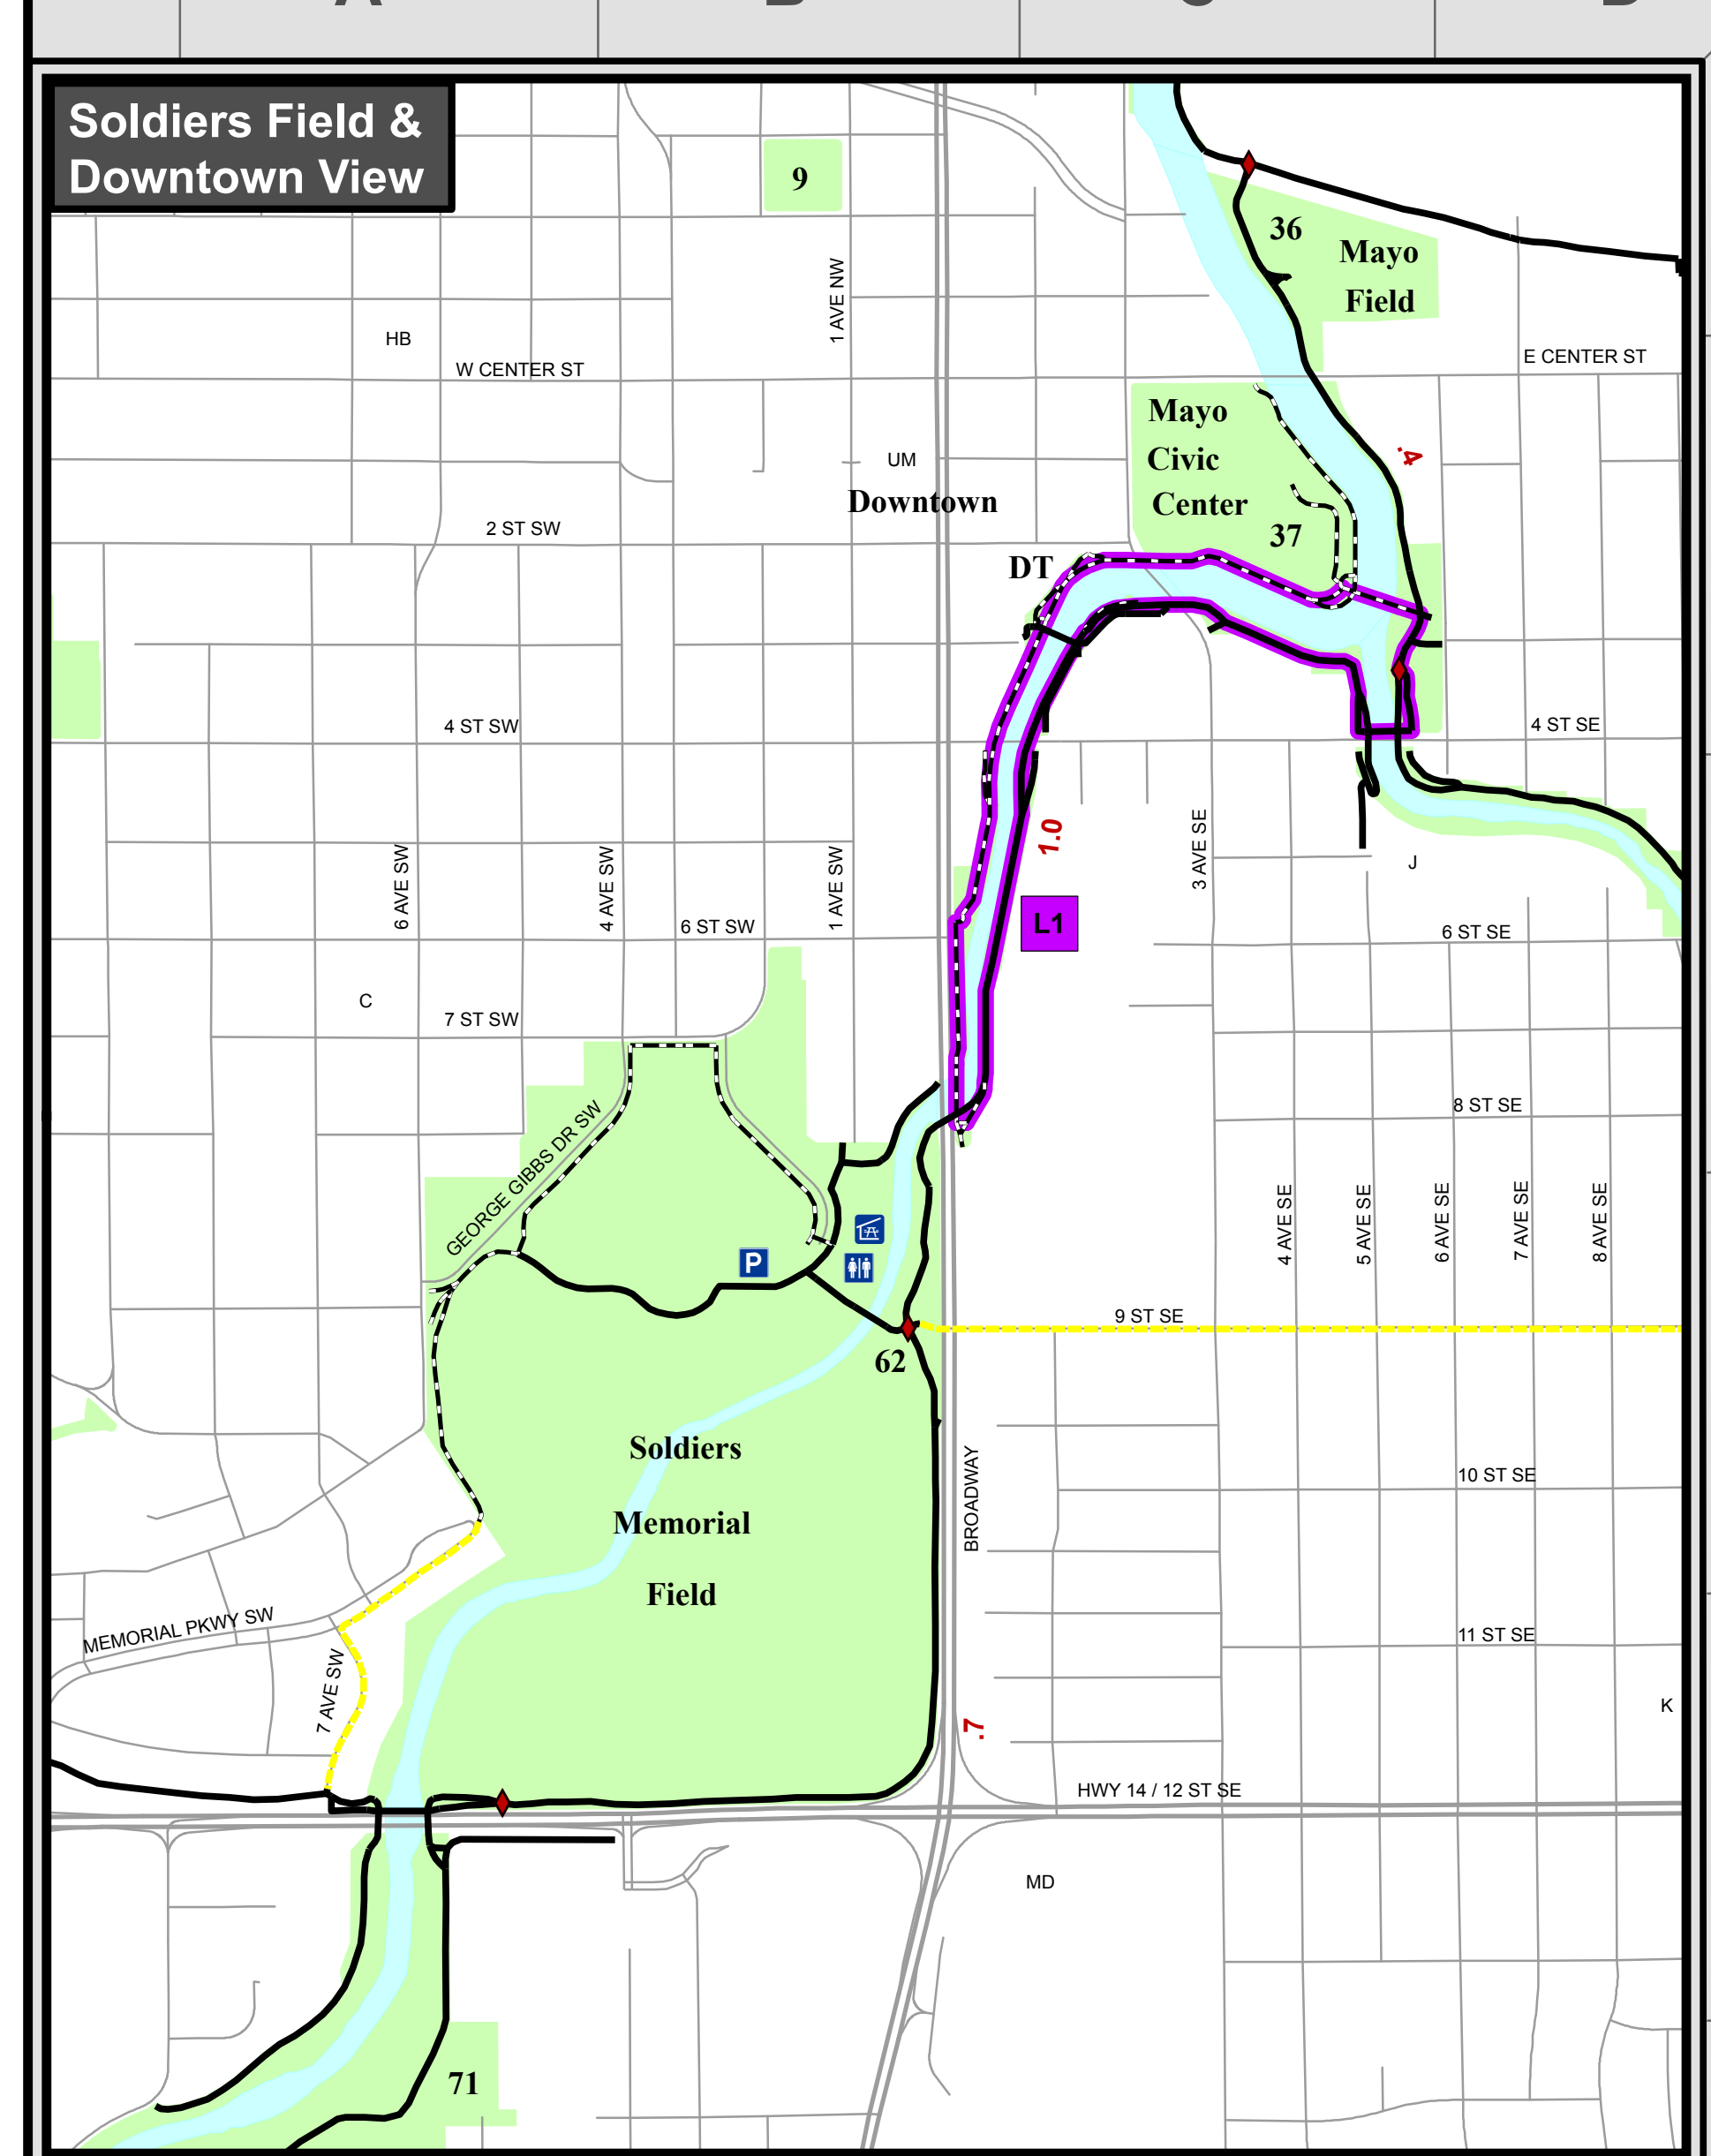 Soldiers Field &
Downtown View
9
36
Mayo
Field
1 AVE NW
HB
W CENTER ST
E CENTER ST
Mayo
Civic
Center
37
.4
UM
Downtown
2 ST SW
DT
4 ST SW
4 ST SE
1.0
3 AVE SE
J
6 AVE SW
4 AVE SW
1 AVE SW
L1
6 ST SW
6 ST SE
C
7 ST SW
8 ST SE
GEORGE GIBBS DR SW
P
4 AVE SE
5 AVE SE
6 AVE SE
7 AVE SE
8 AVE SE
9 ST SE
62
Soldiers
Memorial
Field
BROADWAY
10 ST SE
11 ST SE
MEMORIAL PKWY SW
7 AVE SW
K
.7
HWY 14 / 12 ST SE
MD
71